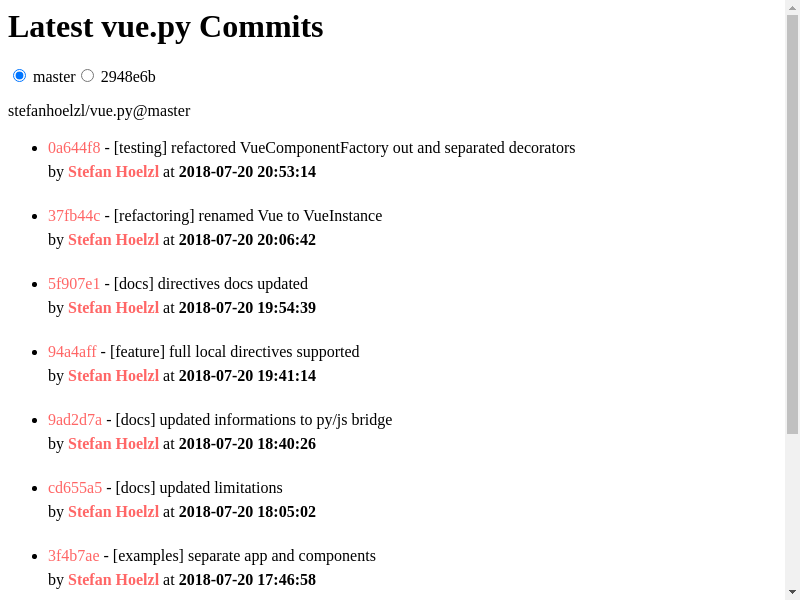 Latest vue.py Commits
master 2948e6b
stefanhoelzl/vue.py@master
0a644f8 - [testing] refactored VueComponentFactory out and separated decorators
by Stefan Hoelzl at 2018-07-20 20:53:14
37fb44c - [refactoring] renamed Vue to VueInstance
by Stefan Hoelzl at 2018-07-20 20:06:42
5f907e1 - [docs] directives docs updated
by Stefan Hoelzl at 2018-07-20 19:54:39
94a4aff - [feature] full local directives supported
by Stefan Hoelzl at 2018-07-20 19:41:14
9ad2d7a - [docs] updated informations to py/js bridge
by Stefan Hoelzl at 2018-07-20 18:40:26
cd655a5 - [docs] updated limitations
by Stefan Hoelzl at 2018-07-20 18:05:02
3f4b7ae - [examples] separate app and components
by Stefan Hoelzl at 2018-07-20 17:46:58